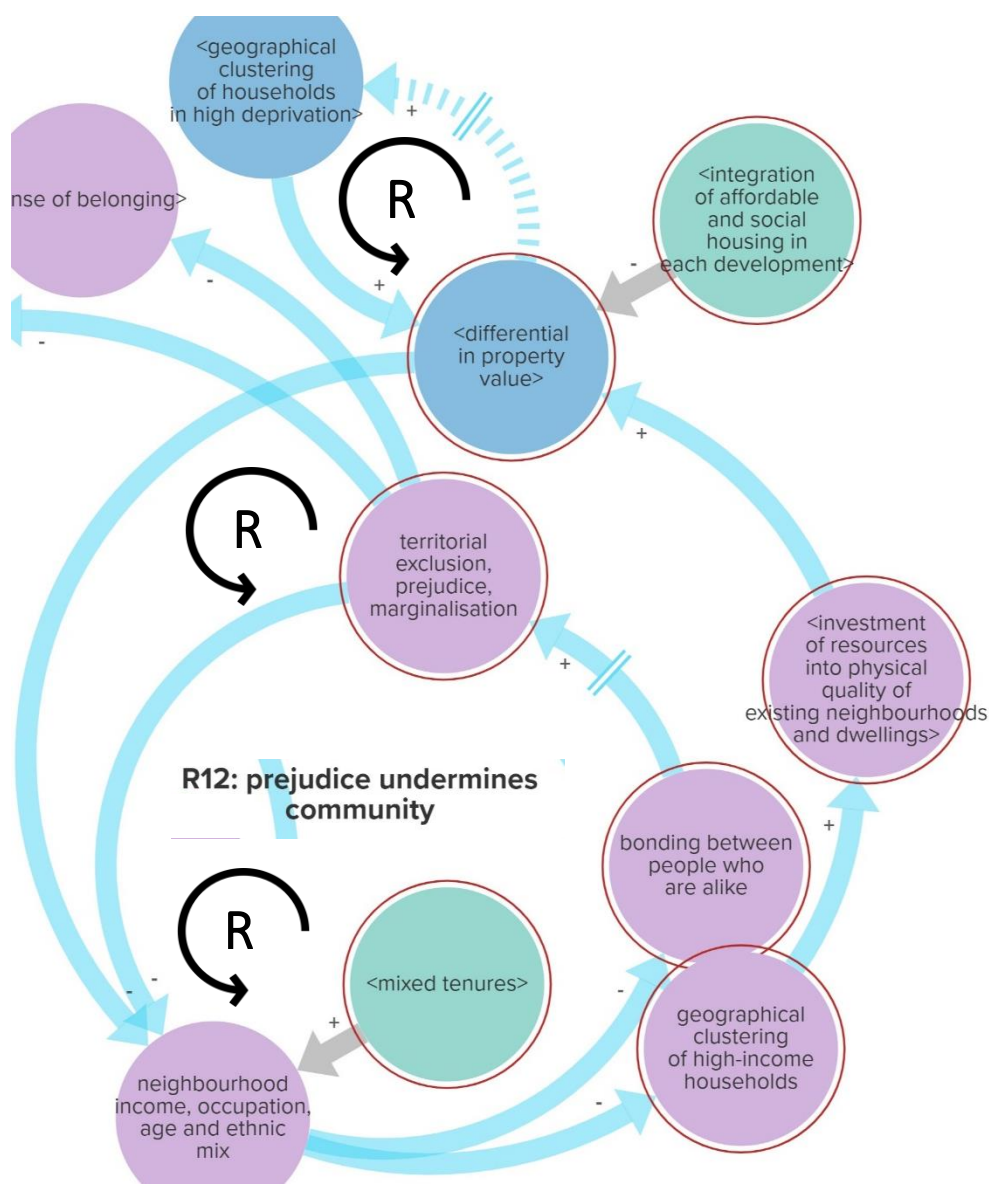 <geographical
clustering
of households
in high deprivation>
+
R
<integration
of affordable
and social
housing in
each development>
nse of belonging>
-
-
+
-
<differential
in property
value>
+
R
territorial
exclusion,
prejudice,
marginalisation
+
<investment
of resources
into physical
quality of
existing neighbourhoods
and dwellings>
R12: prejudice undermines
community
+
bonding between
people who
are alike
R
-
-
<mixed tenures>
-
+
geographical
clustering
of high-income
households
neighbourhood
income, occupation,
age and ethnic
mix
-